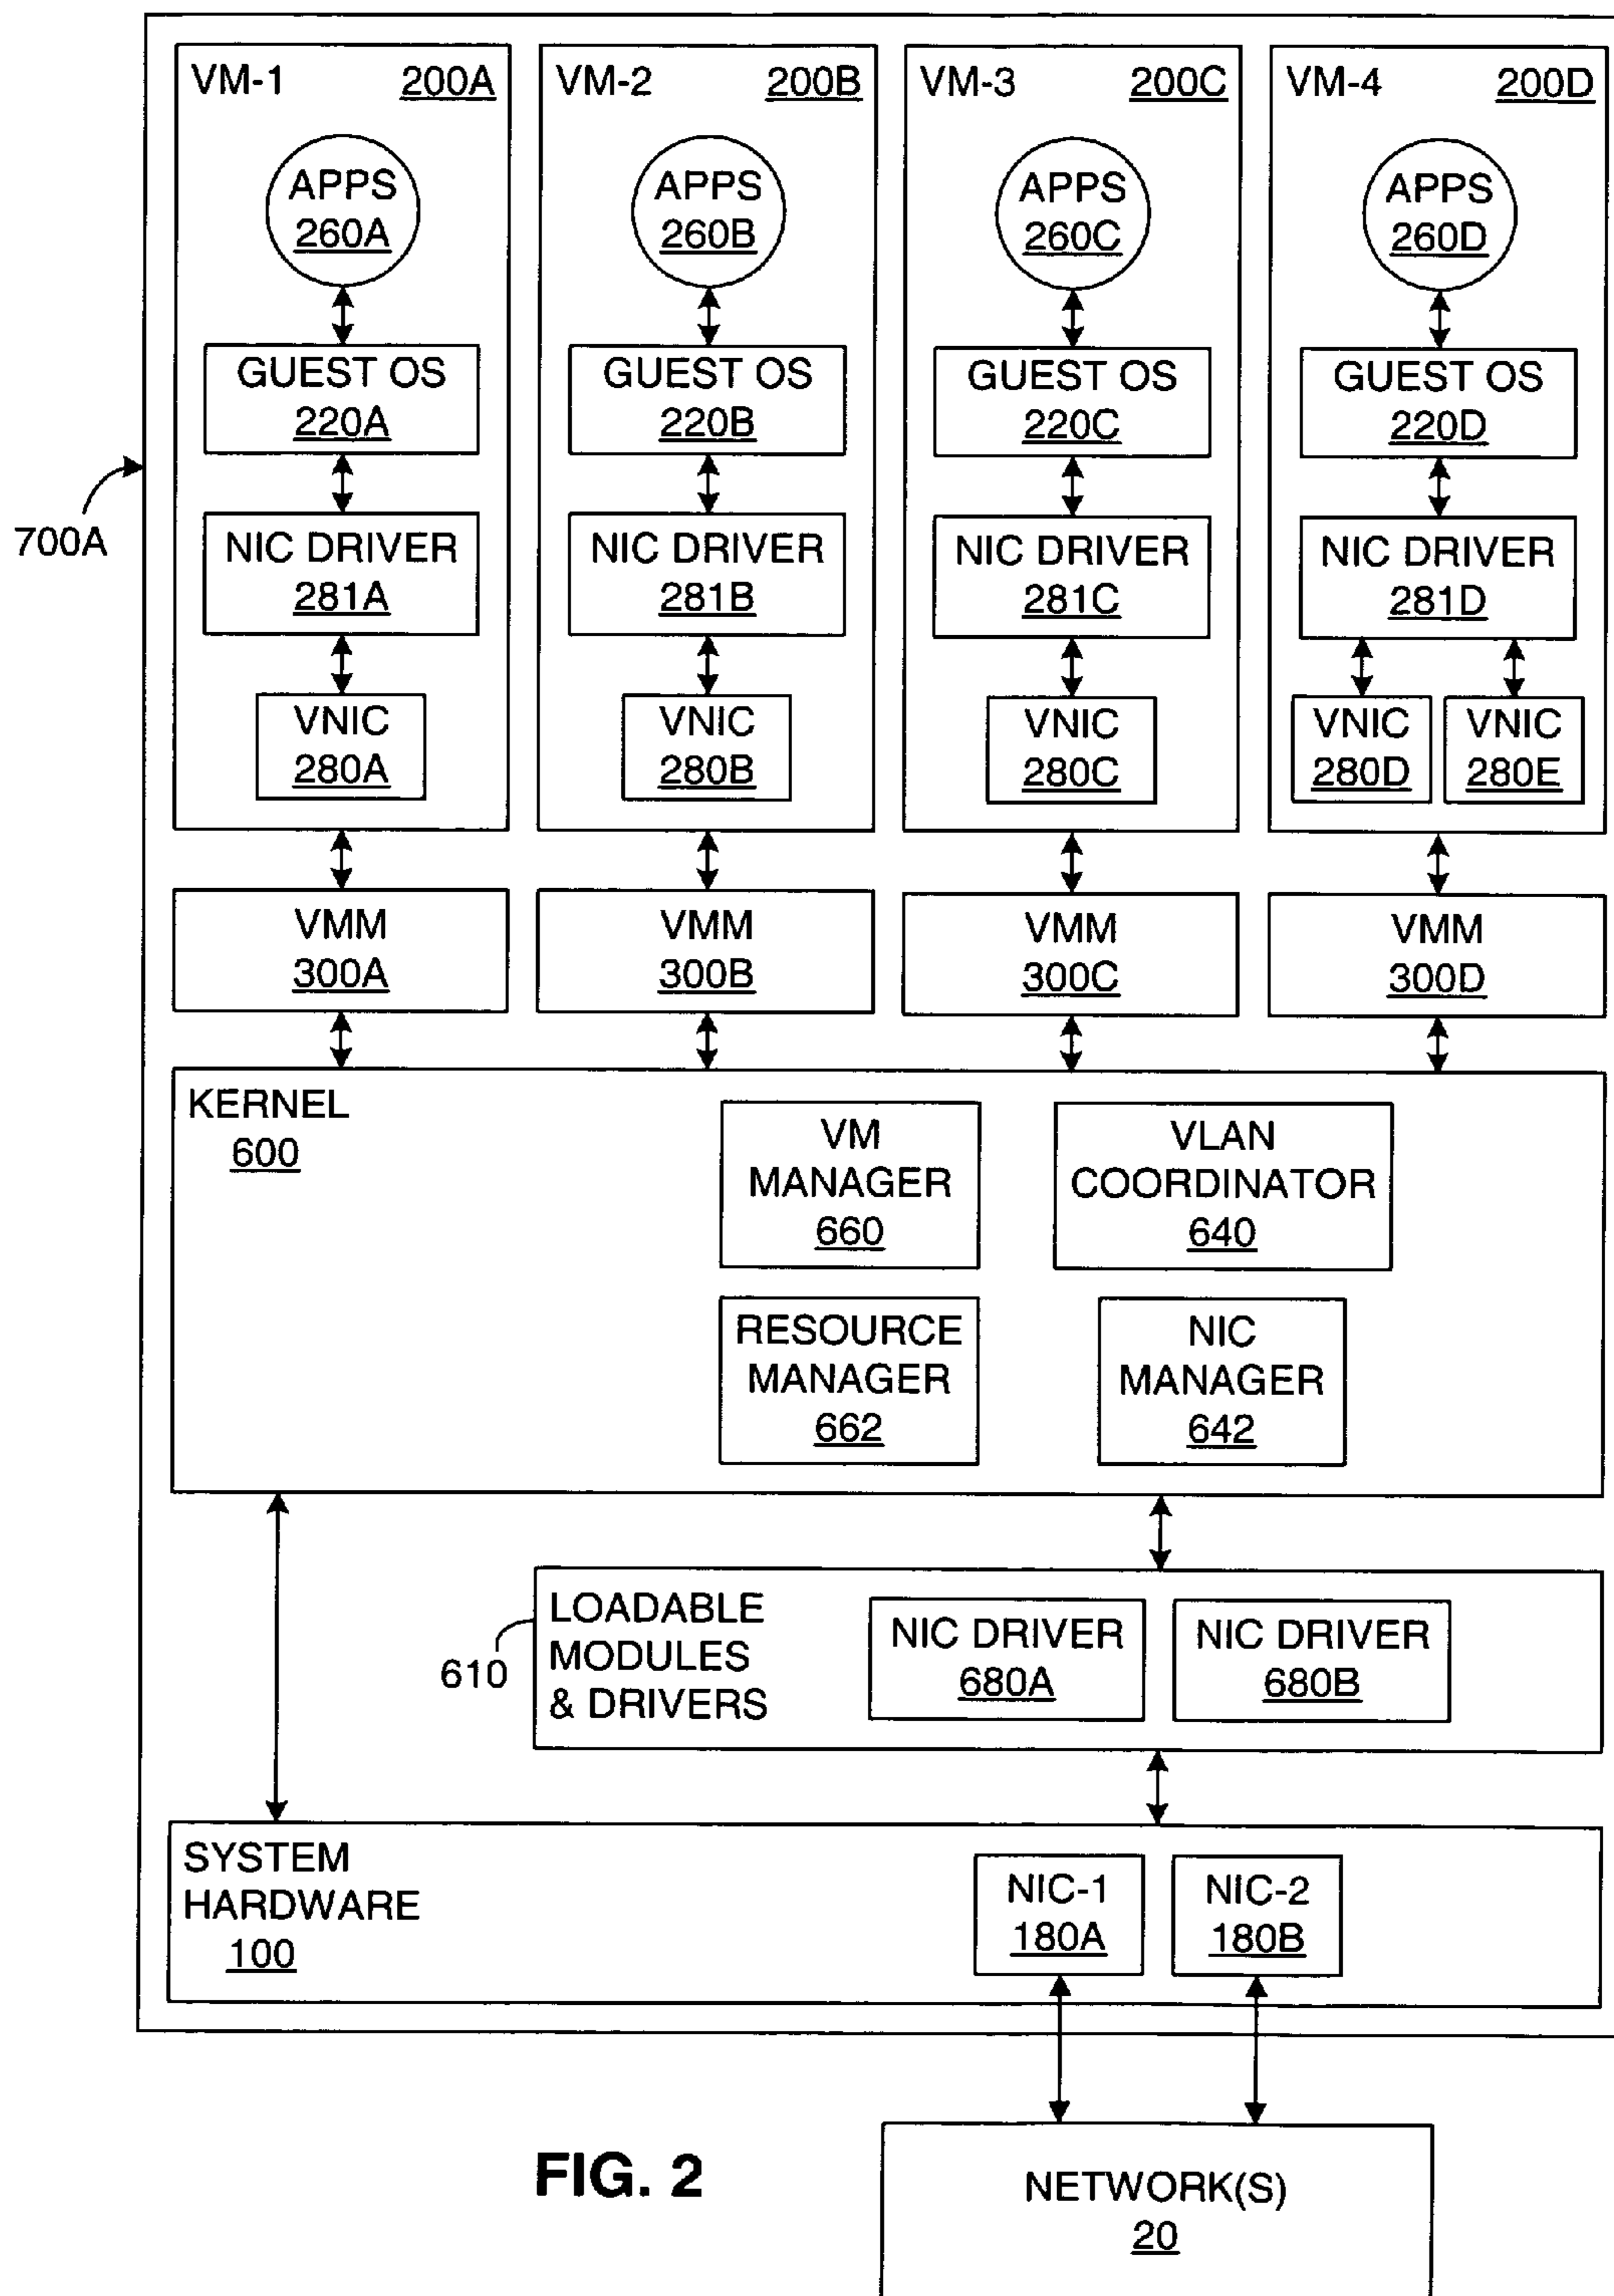 VM-1 200A
APPS
260A
GUEST OS
220A
NIC DRIVER
281A
VNIC
280A
VM-2 200B
APPS
260B
GUEST OS
220B
NIC DRIVER
281B
VNIC
280B
VM-3 200C
APPS
260C
GUEST OS
220C
NIC DRIVER
281C
VNIC
280C
VM-4 200D
APPS
260D
GUEST OS
220D
NIC DRIVER
281D
VNIC
280D
VNIC
280E
700A
VMM
300A
VMM
300B
VMM
300C
VMM
300D
KERNEL
600
VM
MANAGER
660
VLAN
COORDINATOR
640
RESOURCE
MANAGER
662
NIC
MANAGER
642
610
LOADABLE
MODULES
& DRIVERS
NIC DRIVER
680A
NIC DRIVER
680B
SYSTEM
HARDWARE
100
NIC-1
180A
NIC-2
180B
FIG. 2
NETWORK(S)
20